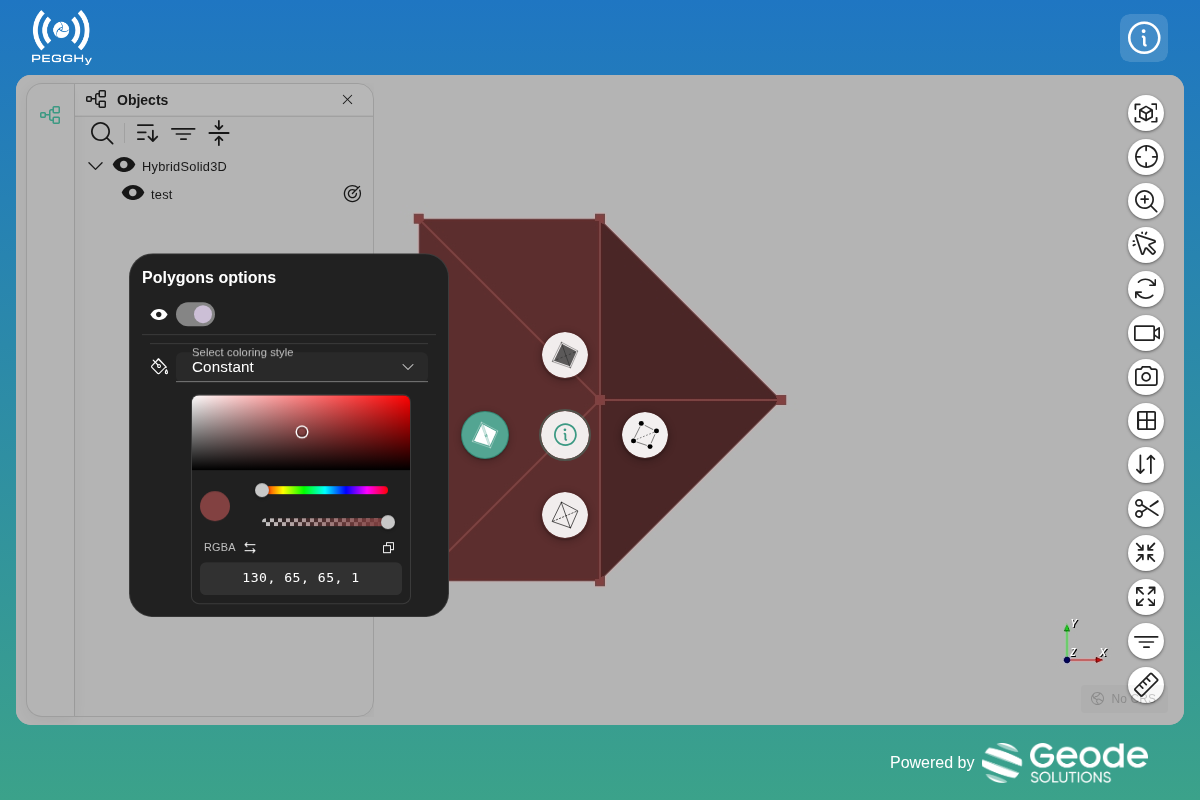 PEGGHy
Objects
HybridSolid3D
test
Polygons options
Select coloring style
Constant
RGBA
130, 65, 65, 1
Y
Z
X
No CRS
Powered by
Geode
SOLUTIONS